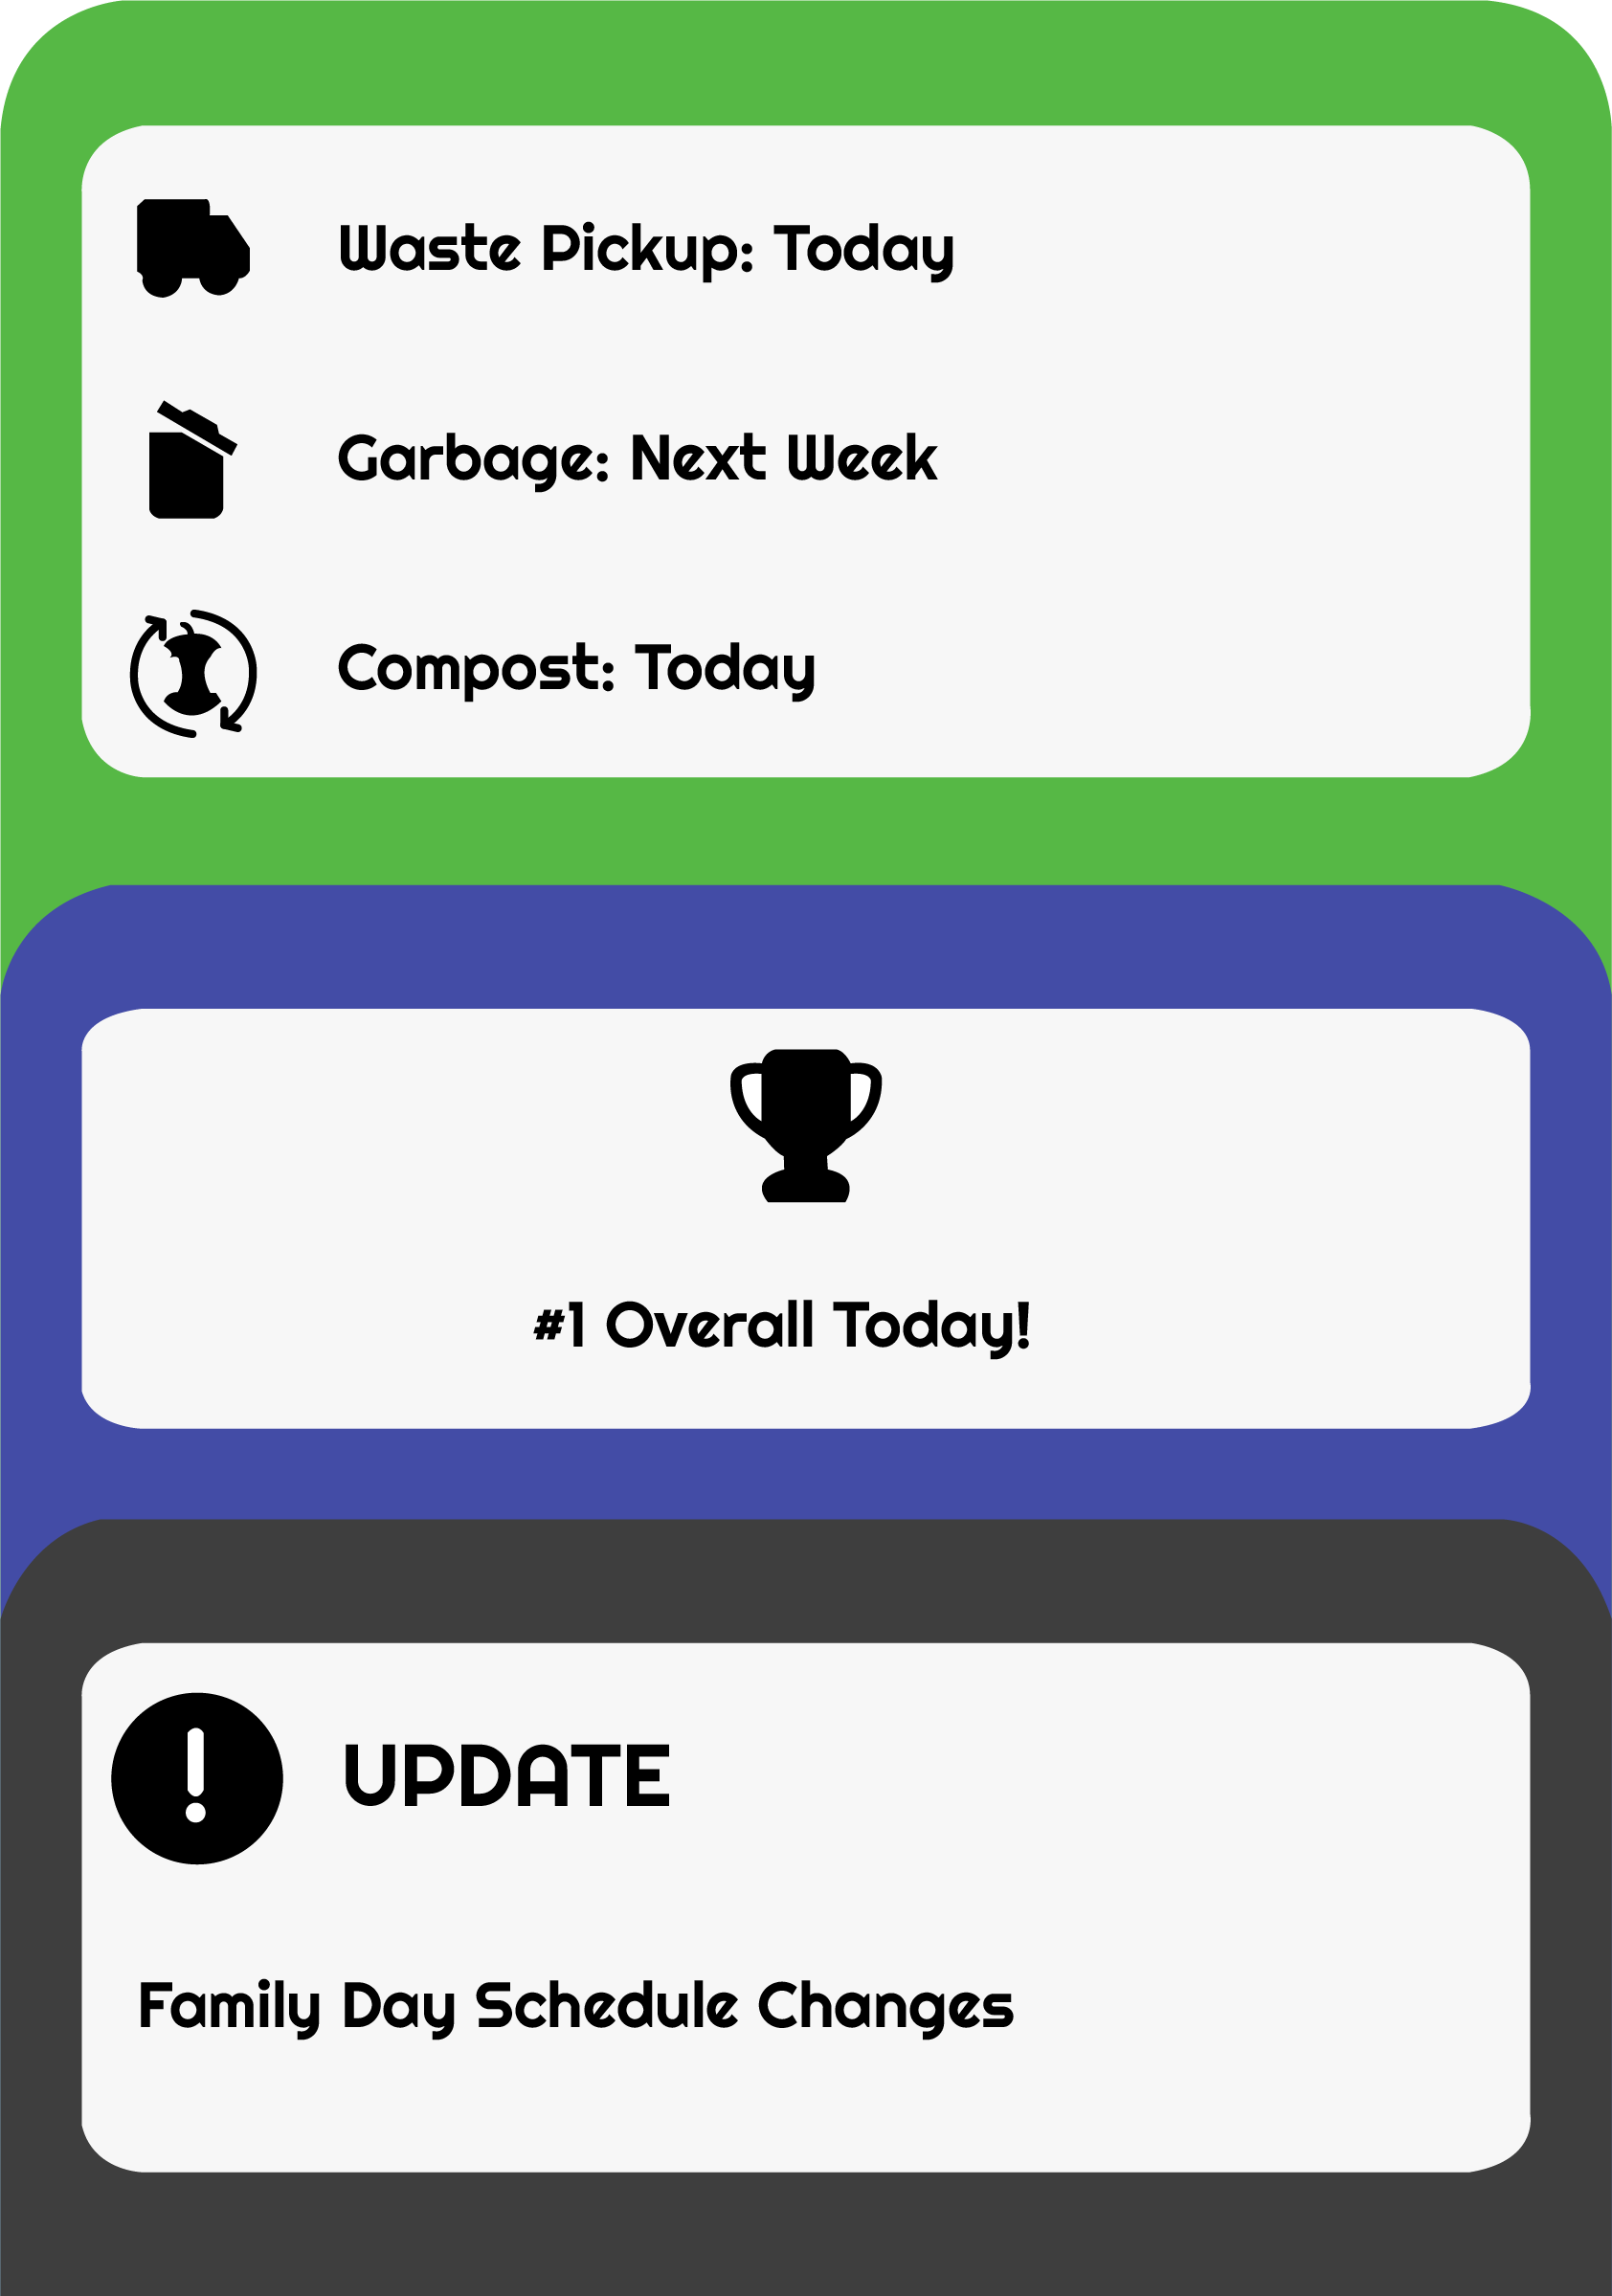 Waste Pickup: Today
Garbage: Next Week
Compost: Today
#1 Overall Today!
UPDATE
Family Day Schedule Changes